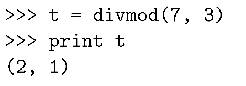 >>> t = divmod(7, 3)
>>> print t
(2, 1)